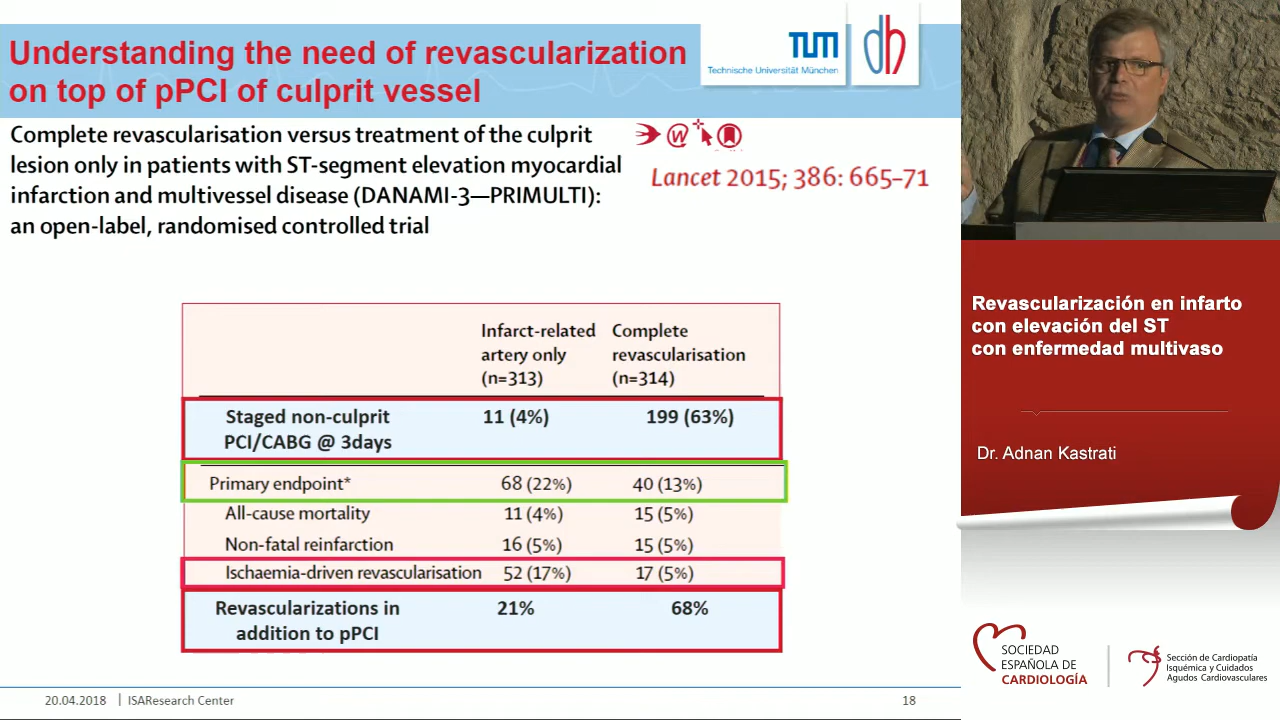 Understanding the need of revascularization
on top of pPCI of culprit vessel
TUM
Technische Universität München
dh
Complete revascularisation versus treatment of the culprit
lesion only in patients with ST-segment elevation myocardial
infarction and multivessel disease (DANAMI-3—PRIMULTI):
an open-label, randomised controlled trial
Lancet 2015; 386: 665–71
Infarct-related
artery only
(n=313)
Complete
revascularisation
(n=314)
Staged non-culprit
PCI/CABG @ 3days
11 (4%) 199 (63%)
Primary endpoint* 68 (22%) 40 (13%)
All-cause mortality 11 (4%) 15 (5%)
Non-fatal reinfarction 16 (5%) 15 (5%)
Ischaemia-driven revascularisation 52 (17%) 17 (5%)
Revascularizations in
addition to pPCI
21% 68%
20.04.2018 | ISAResearch Center
18
Revascularización en infarto
con elevación del ST
con enfermedad multivaso
Dr. Adnan Kastrati
SOCIEDAD
ESPAÑOLA DE
CARDIOLOGÍA
Sección de Cardiopatía
Isquémica y Cuidados
Agudos Cardiovasculares